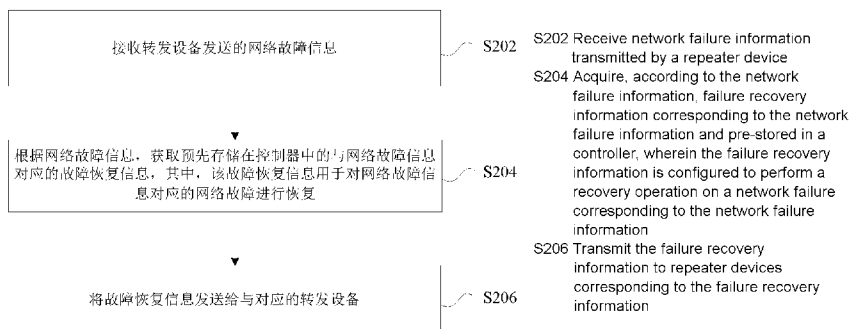 接收转发设备发送的网络故障信息
S202
根据网络故障信息，获取预先存储在控制器中的与网络故障信息
对应的故障恢复信息，其中，该故障恢复信息用于对网络故障信
息对应的网络故障进行恢复
S204
将故障恢复信息发送给与对应的转发设备
S206
S202 Receive network failure information
transmitted by a repeater device
S204 Acquire, according to the network
failure information, failure recovery
information corresponding to the network
failure information and pre-stored in a
controller, wherein the failure recovery
information is configured to perform a
recovery operation on a network failure
corresponding to the network failure
information
S206 Transmit the failure recovery
information to repeater devices
corresponding to the failure recovery
information